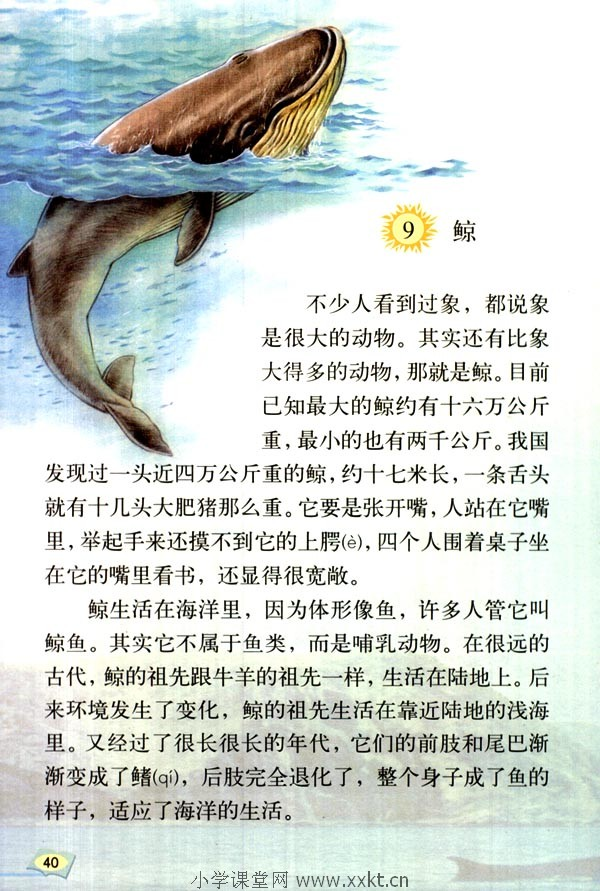 9 鲸
不少人看到过象，都说象
是很大的动物。其实还有比象
大得多的动物，那就是鲸。目前
已知最大的鲸约有十六万公斤
重，最小的也有两千公斤。我国
发现过一头近四万公斤重的鲸，约十七米长，一条舌头
就有十几头大肥猪那么重。它要是张开嘴，人站在它嘴
里，举起手来还摸不到它的上腭(è)，四个人围着桌子坐
在它的嘴里看书，还显得很宽敞。
鲸生活在海洋里，因为体形像鱼，许多人管它叫
鲸鱼。其实它不属于鱼类，而是哺乳动物。在很远的
古代，鲸的祖先跟牛羊的祖先一样，生活在陆地上。后
来环境发生了变化，鲸的祖先生活在靠近陆地的浅海
里。又经过了很长很长的年代，它们的前肢和尾巴渐
渐变成了鳍(qí)，后肢完全退化了，整个身子成了鱼的
样子，适应了海洋的生活。
40
小学课堂网 www.xxkt.cn